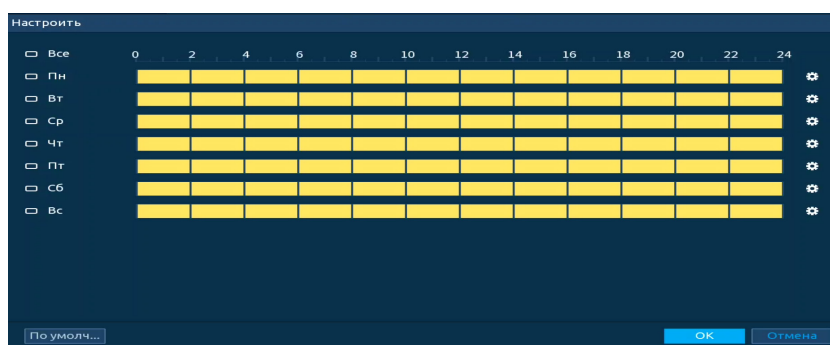 Настроить
Все 0 2 4 6 8 10 12 14 16 18 20 22 24
Пн
Вт
Ср
Чт
Пт
Сб
Вс
По умолч... OK Отмена